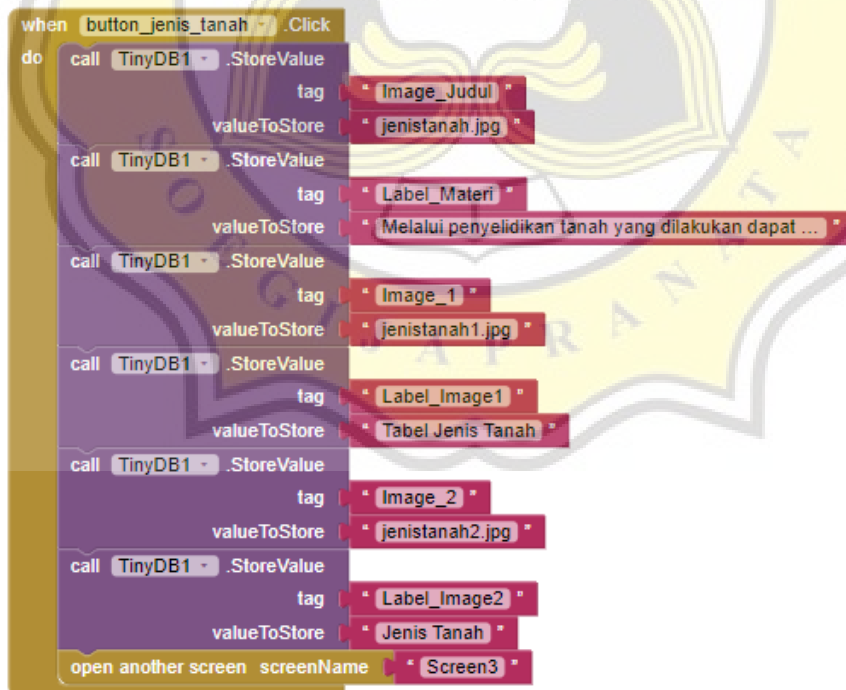 when button_jenis_tanah .Click
do call TinyDB1 .StoreValue
tag " Image_Judul "
valueToStore " jenistanah.jpg "
call TinyDB1 .StoreValue
tag " Label_Materi "
valueToStore " Melalui penyelidikan tanah yang dilakukan dapat ... "
call TinyDB1 .StoreValue
tag " Image_1 "
valueToStore " jenistanah1.jpg "
call TinyDB1 .StoreValue
tag " Label_Image1 "
valueToStore " Tabel Jenis Tanah "
call TinyDB1 .StoreValue
tag " Image_2 "
valueToStore " jenistanah2.jpg "
call TinyDB1 .StoreValue
tag " Label_Image2 "
valueToStore " Jenis Tanah "
open another screen screenName " Screen3 "
SOEGIJAPRANATA